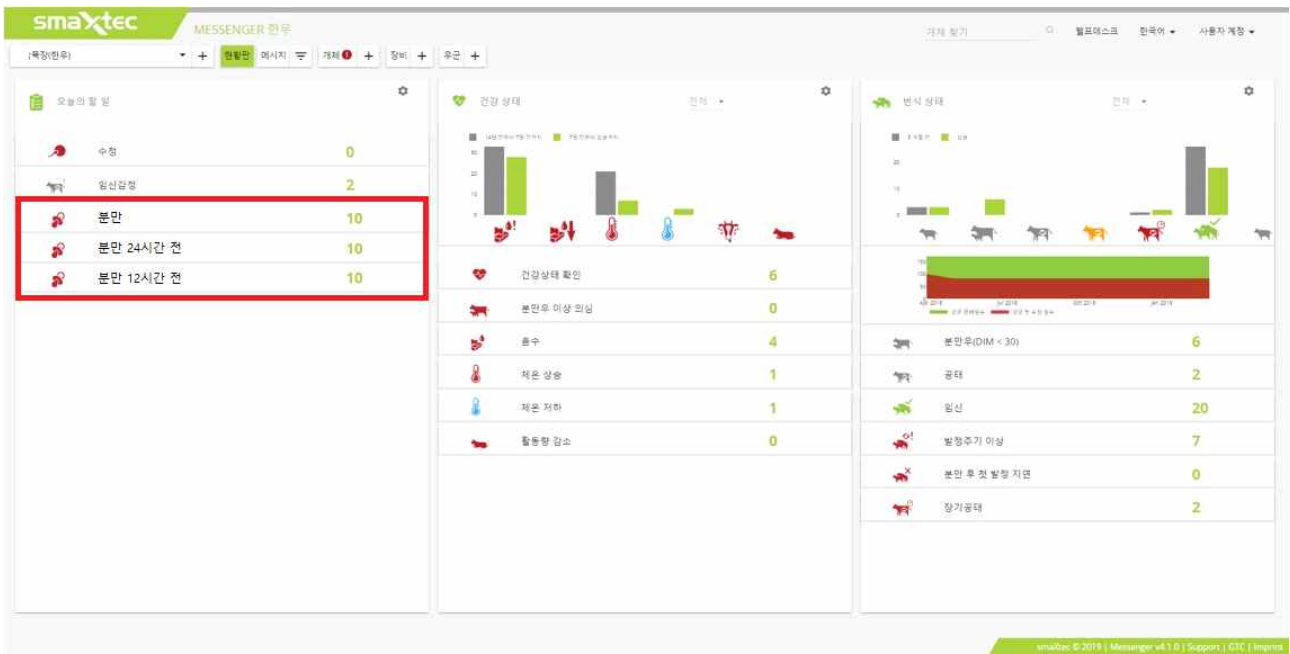 smaxtec
MESSENGER 한우
개체 찾기
헬프데스크
한국어
사용자 계정
목장(한우)
현황판
메시지
개체
장비
우군
오늘의 할 일
수정 0
임신감정 2
분만 10
분만 24시간 전 10
분만 12시간 전 10
건강 상태
전체
건강상태 확인 6
분만우 이상 의심 0
음수 4
체온 상승 1
체온 저하 1
활동량 감소 0
번식 상태
전체
분만우(DIM < 30) 6
공태 2
임신 20
발정주기 이상 7
분만 후 첫 발정 지연 0
장기공태 2
smaxtec © 2019 | Messenger v4.1.0 | Support | GTC | Imprint